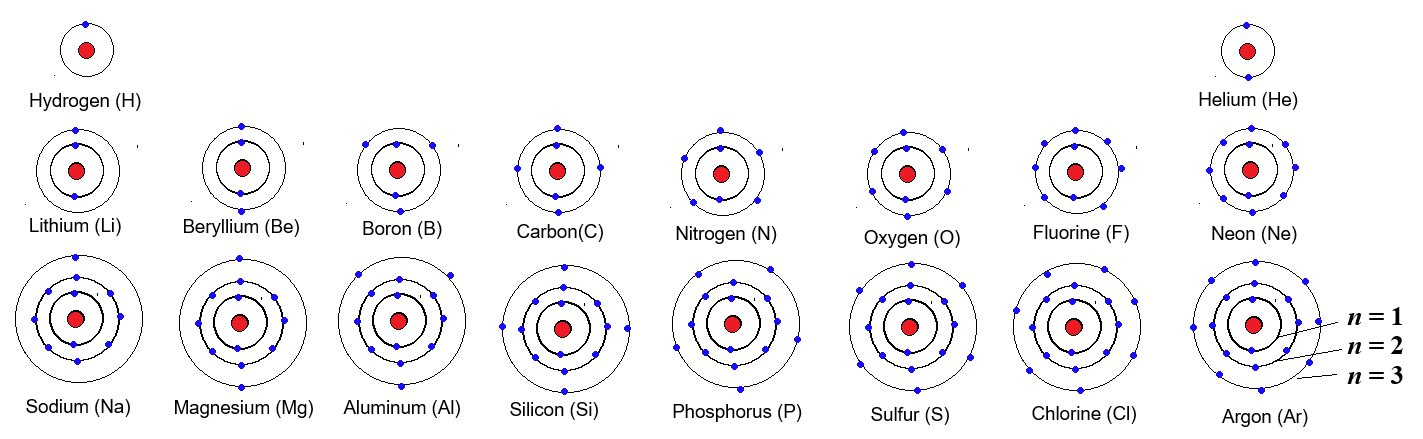 Hydrogen (H)
Helium (He)
Lithium (Li)
Beryllium (Be)
Boron (B)
Carbon(C)
Nitrogen (N)
Oxygen (O)
Fluorine (F)
Neon (Ne)
n = 1
n = 2
n = 3
Sodium (Na)
Magnesium (Mg)
Aluminum (Al)
Silicon (Si)
Phosphorus (P)
Sulfur (S)
Chlorine (Cl)
Argon (Ar)